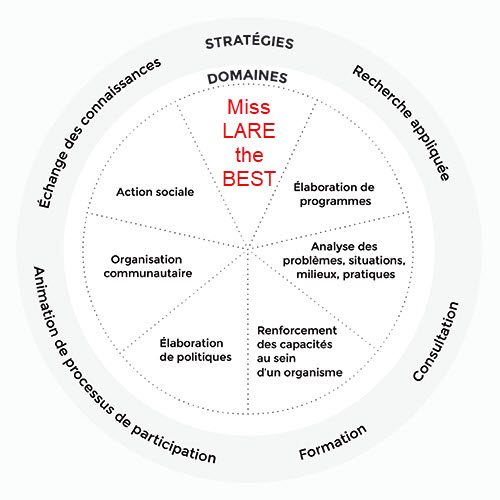 STRATÉGIES
DOMAINES
Miss
LARE
the
BEST
Recherche appliquée
Échange des connaissances
Action sociale
Élaboration de
programmes
Organisation
communautaire
Analyse des
problèmes, situations,
milieux, pratiques
Élaboration
de politiques
Renforcement
des capacités
au sein
d'un organisme
Consultation
Animation de processus de participation
Formation